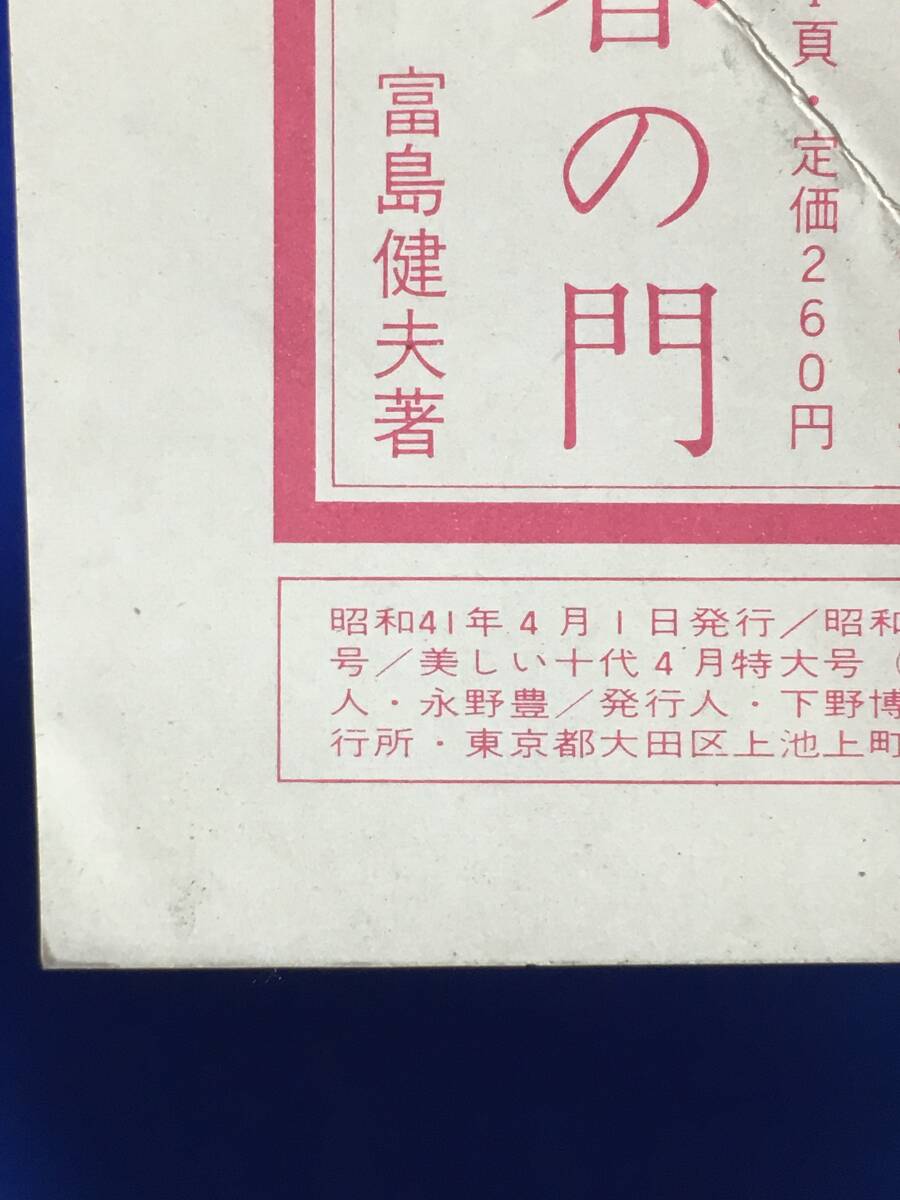 頁・定価260円
春の門
富島健夫著
昭和41年4月1日発行／昭和
号／美しい十代4月特大号（
人・永野豊／発行人・下野博
行所・東京都大田区上池上町